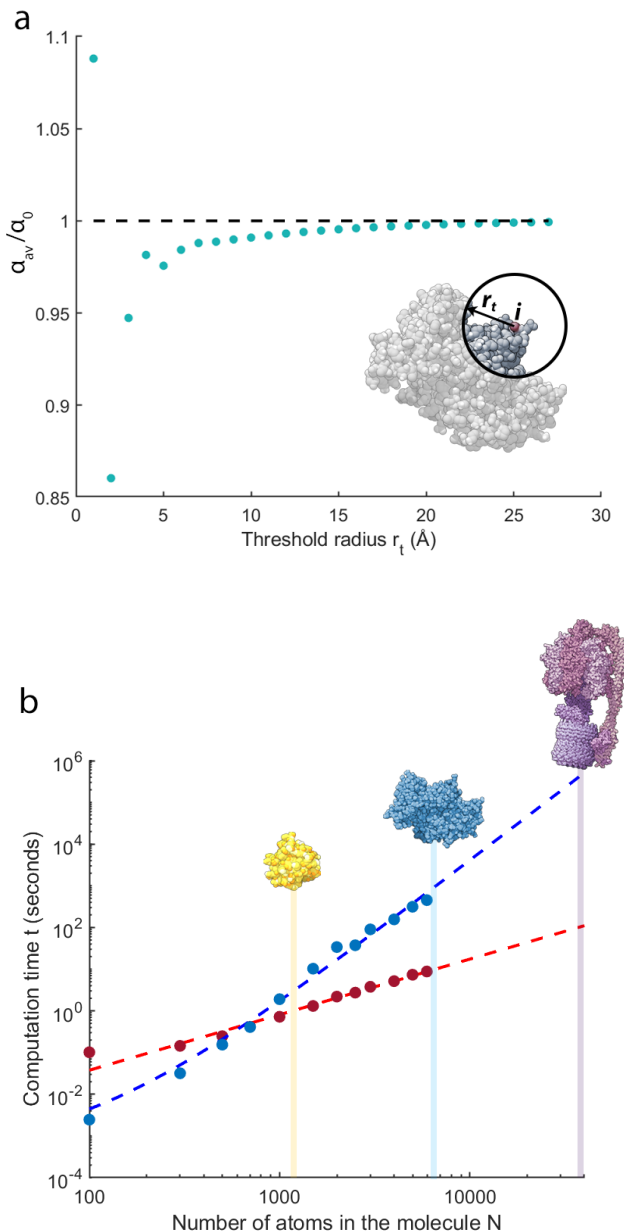 a
1.1
1.05
1
0.95
0.9
0.85
α_av/α_0
r_t
i
0 5 10 15 20 25 30
Threshold radius r_t (Å)
b
10^6
10^4
10^2
10^0
10^-2
10^-4
Computation time t (seconds)
100 1000 10000
Number of atoms in the molecule N